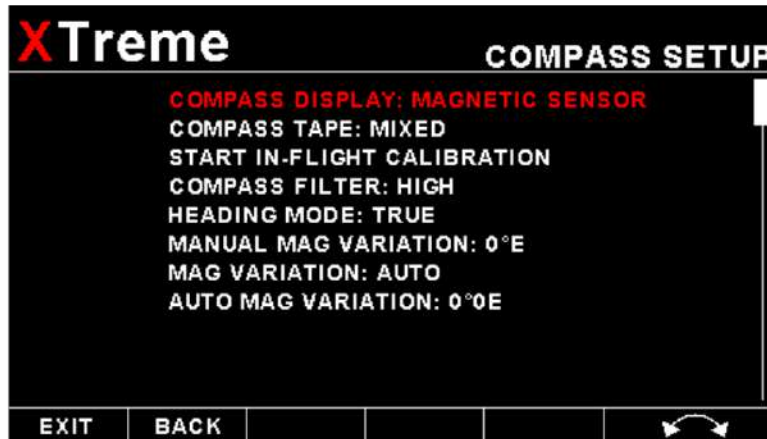 XTreme
COMPASS SETUP
COMPASS DISPLAY: MAGNETIC SENSOR
COMPASS TAPE: MIXED
START IN-FLIGHT CALIBRATION
COMPASS FILTER: HIGH
HEADING MODE: TRUE
MANUAL MAG VARIATION: 0°E
MAG VARIATION: AUTO
AUTO MAG VARIATION: 0°0E
EXIT BACK